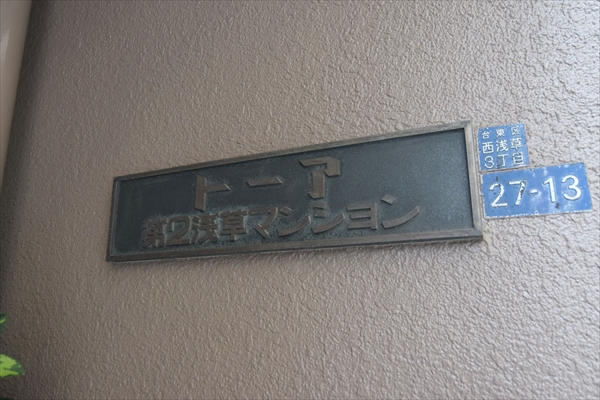 トーア
第2浅草マンション
台東区
西浅草
3丁目
27-13